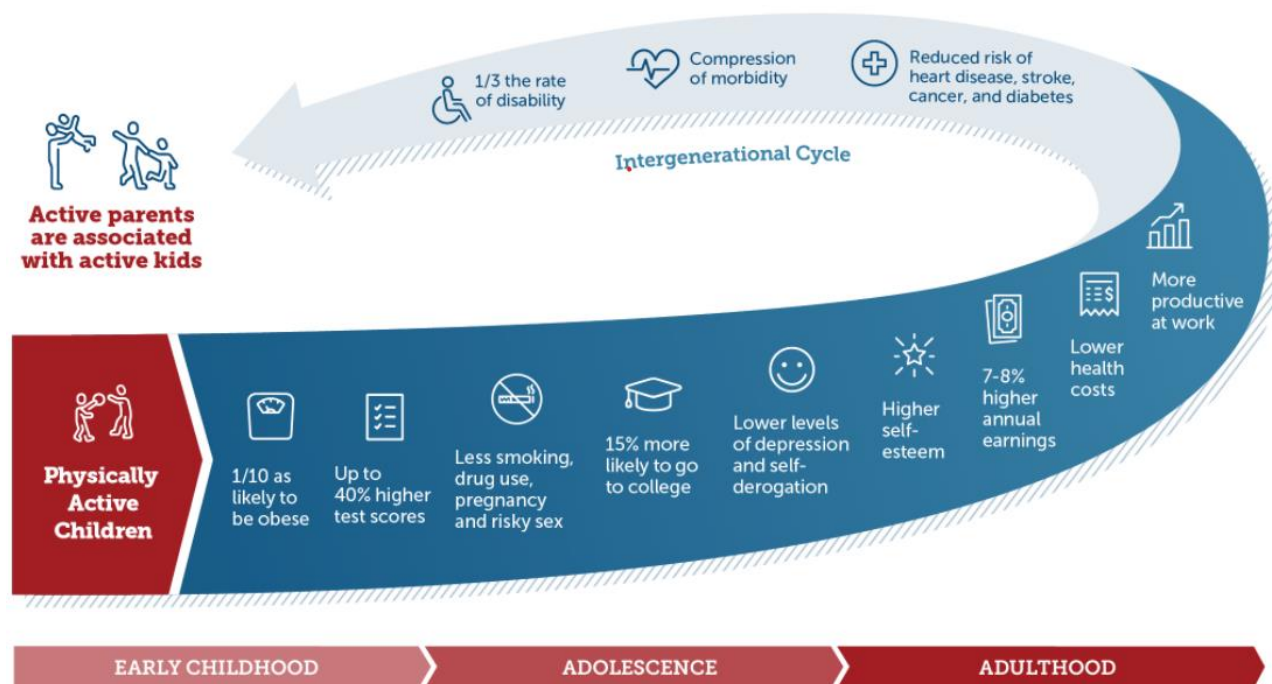 1/3 the rate
of disability
Compression
of morbidity
Reduced risk of
heart disease, stroke,
cancer, and diabetes
Intergenerational Cycle
Active parents
are associated
with active kids
Physically
Active
Children
1/10 as
likely to
be obese
Up to
40% higher
test scores
Less smoking,
drug use,
pregnancy
and risky sex
15% more
likely to go
to college
Lower levels
of depression
and self-
derogation
Higher
self-
esteem
7-8%
higher
annual
earnings
Lower
health
costs
More
productive
at work
EARLY CHILDHOOD
ADOLESCENCE
ADULTHOOD